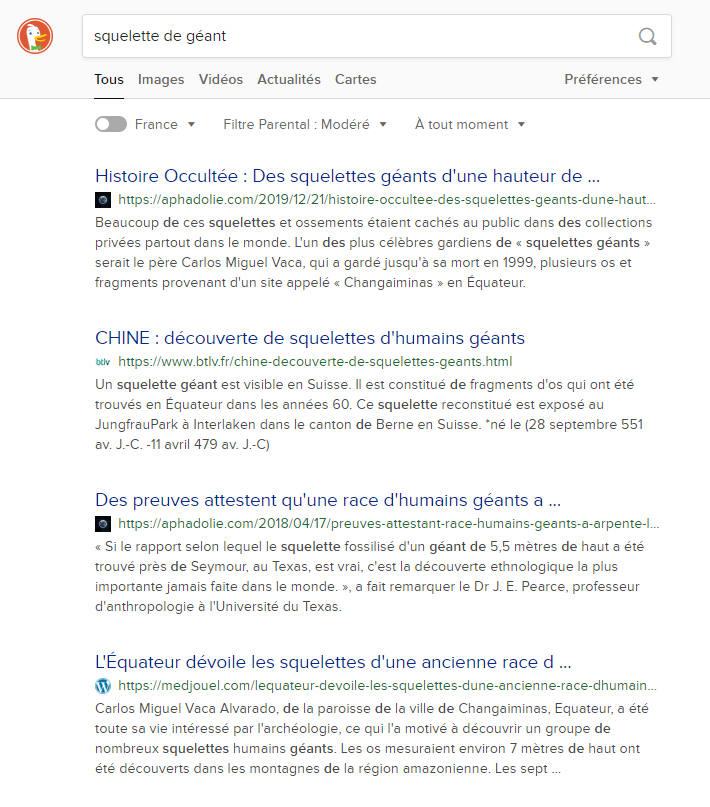 squelette de géant
Tous Images Vidéos Actualités Cartes Préférences
France Filtre Parental : Modéré À tout moment
Histoire Occultée : Des squelettes géants d'une hauteur de ...
https://aphadolie.com/2019/12/21/histoire-occultee-des-squelettes-geants-dune-haut...
Beaucoup de ces squelettes et ossements étaient cachés au public dans des collections
privées partout dans le monde. L'un des plus célèbres gardiens de « squelettes géants »
serait le père Carlos Miguel Vaca, qui a gardé jusqu'à sa mort en 1999, plusieurs os et
fragments provenant d'un site appelé « Changaiminas » en Équateur.
CHINE : découverte de squelettes d'humains géants
btlv https://www.btlv.fr/chine-decouverte-de-squelettes-geants.html
Un squelette géant est visible en Suisse. Il est constitué de fragments d'os qui ont été
trouvés en Équateur dans les années 60. Ce squelette reconstitué est exposé au
JungfrauPark à Interlaken dans le canton de Berne en Suisse. *né le (28 septembre 551
av. J.-C. -11 avril 479 av. J.-C)
Des preuves attestent qu'une race d'humains géants a ...
https://aphadolie.com/2018/04/17/preuves-attestant-race-humains-geants-a-arpente-l...
« Si le rapport selon lequel le squelette fossilisé d'un géant de 5,5 mètres de haut a été
trouvé près de Seymour, au Texas, est vrai, c'est la découverte ethnologique la plus
importante jamais faite dans le monde. », a fait remarquer le Dr J. E. Pearce, professeur
d'anthropologie à l'Université du Texas.
L'Équateur dévoile les squelettes d'une ancienne race d ...
https://medjouel.com/lequateur-devoile-les-squelettes-dune-ancienne-race-dhumain...
Carlos Miguel Vaca Alvarado, de la paroisse de la ville de Changaiminas, Equateur, a été
toute sa vie intéressé par l'archéologie, ce qui l'a motivé à découvrir un groupe de
nombreux squelettes humains géants. Les os mesuraient environ 7 mètres de haut ont
été découverts dans les montagnes de la région amazonienne. Les sept ...